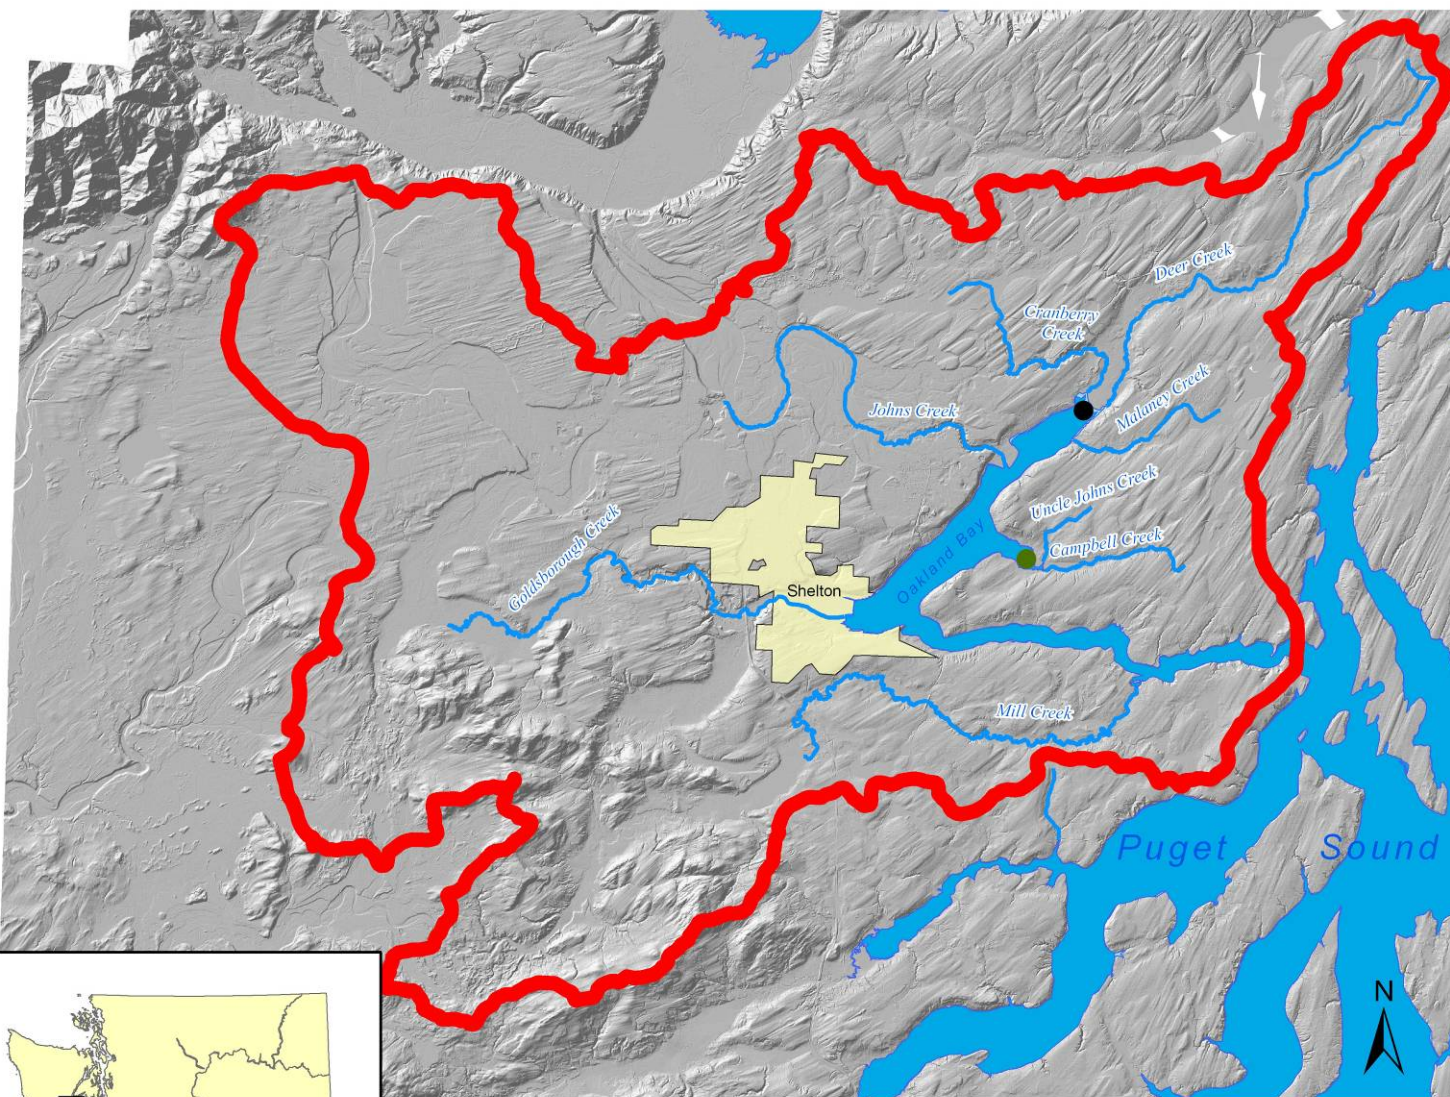 Deer Creek
Cranberry
Creek
Malaney Creek
Johns Creek
Uncle Johns Creek
Goldsborough Creek
Oakland Bay
Campbell Creek
Shelton
Mill Creek
Puget Sound
N